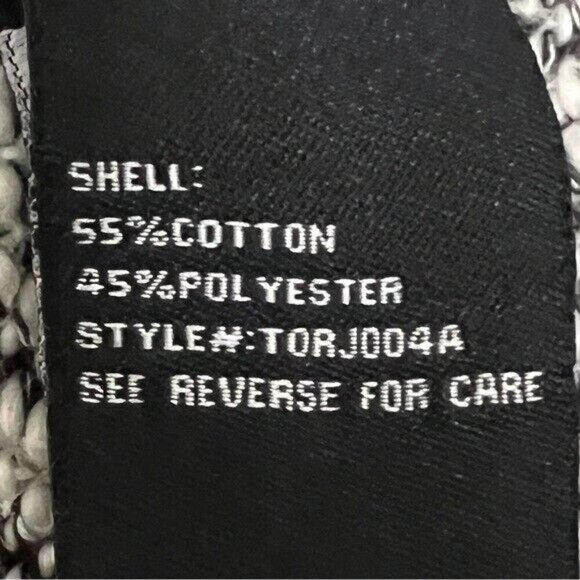 SHELL:
55%COTTON
45%POLYESTER
STYLE#:TORJ004A
SEE REVERSE FOR CARE